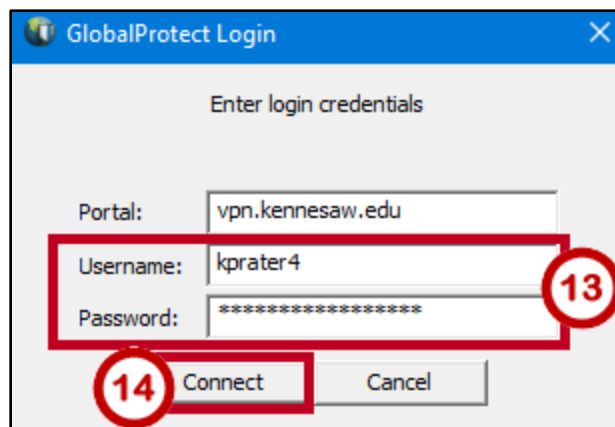 GlobalProtect Login
Enter login credentials
Portal: vpn.kennesaw.edu
Username: kprater4
Password: *****************
13
14 Connect Cancel